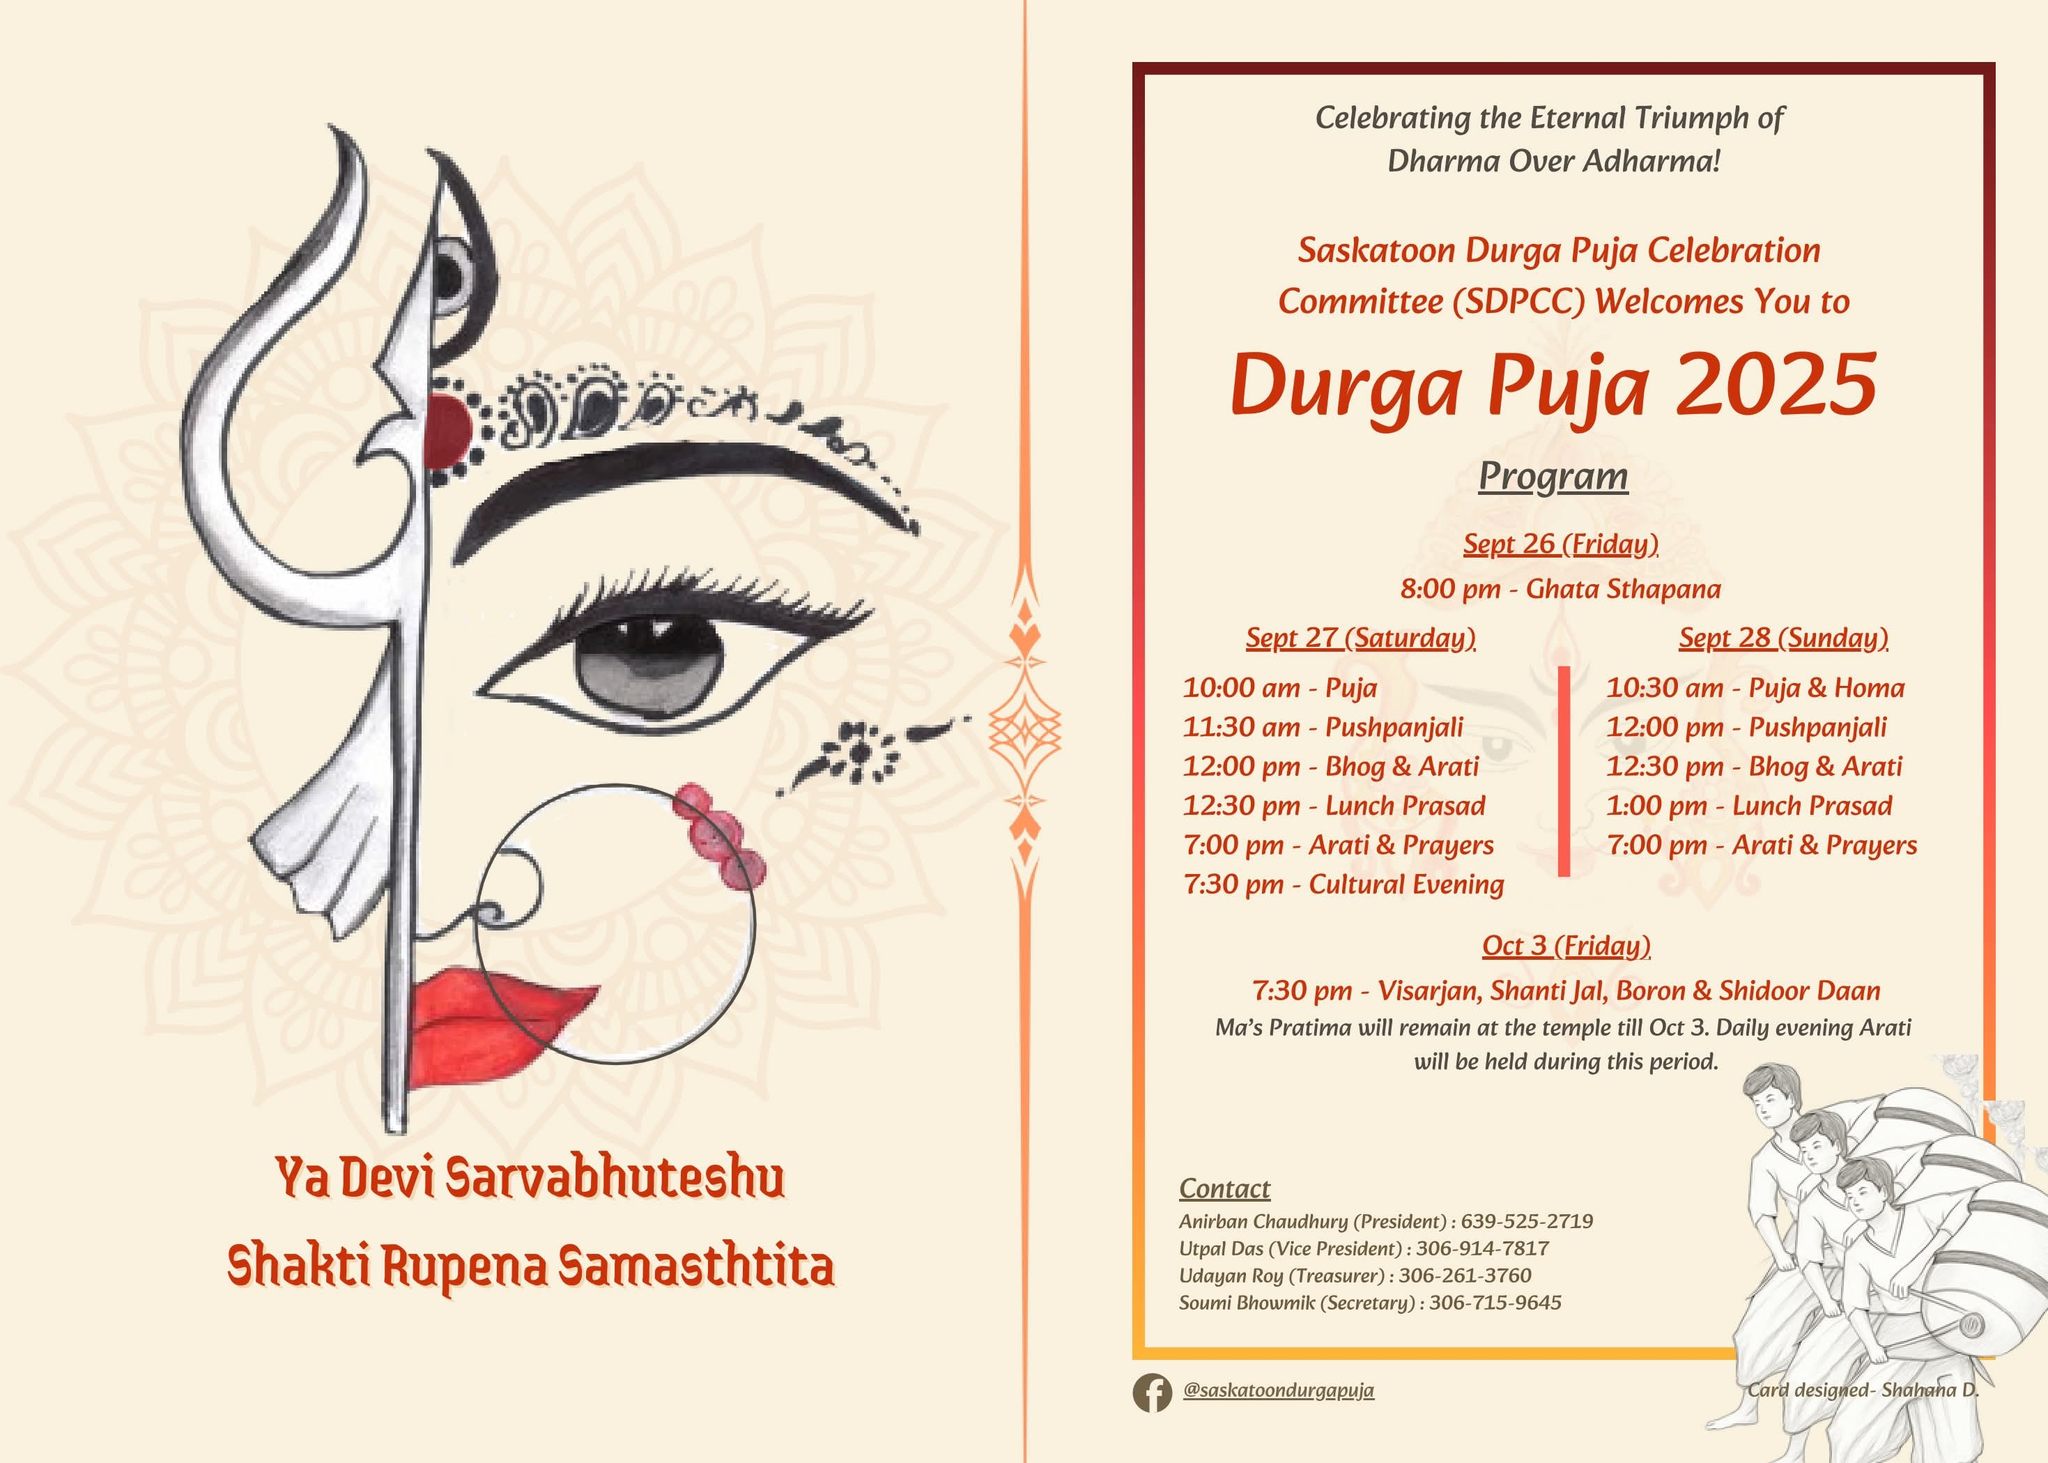 Ya Devi Sarvabhuteshu
Shakti Rupena Samasthtita
Celebrating the Eternal Triumph of
Dharma Over Adharma!
Saskatoon Durga Puja Celebration
Committee (SDPCC) Welcomes You to
Durga Puja 2025
Program
Sept 26 (Friday)
8:00 pm - Ghata Sthapana
Sept 27 (Saturday)
10:00 am - Puja
11:30 am - Pushpanjali
12:00 pm - Bhog & Arati
12:30 pm - Lunch Prasad
7:00 pm - Arati & Prayers
7:30 pm - Cultural Evening
Sept 28 (Sunday)
10:30 am - Puja & Homa
12:00 pm - Pushpanjali
12:30 pm - Bhog & Arati
1:00 pm - Lunch Prasad
7:00 pm - Arati & Prayers
Oct 3 (Friday)
7:30 pm - Visarjan, Shanti Jal, Boron & Shidoor Daan
Ma's Pratima will remain at the temple till Oct 3. Daily evening Arati
will be held during this period.
Contact
Anirban Chaudhury (President) : 639-525-2719
Utpal Das (Vice President) : 306-914-7817
Udayan Roy (Treasurer) : 306-261-3760
Soumi Bhowmik (Secretary) : 306-715-9645
@saskatoondurgapuja
Card designed- Shahana D.